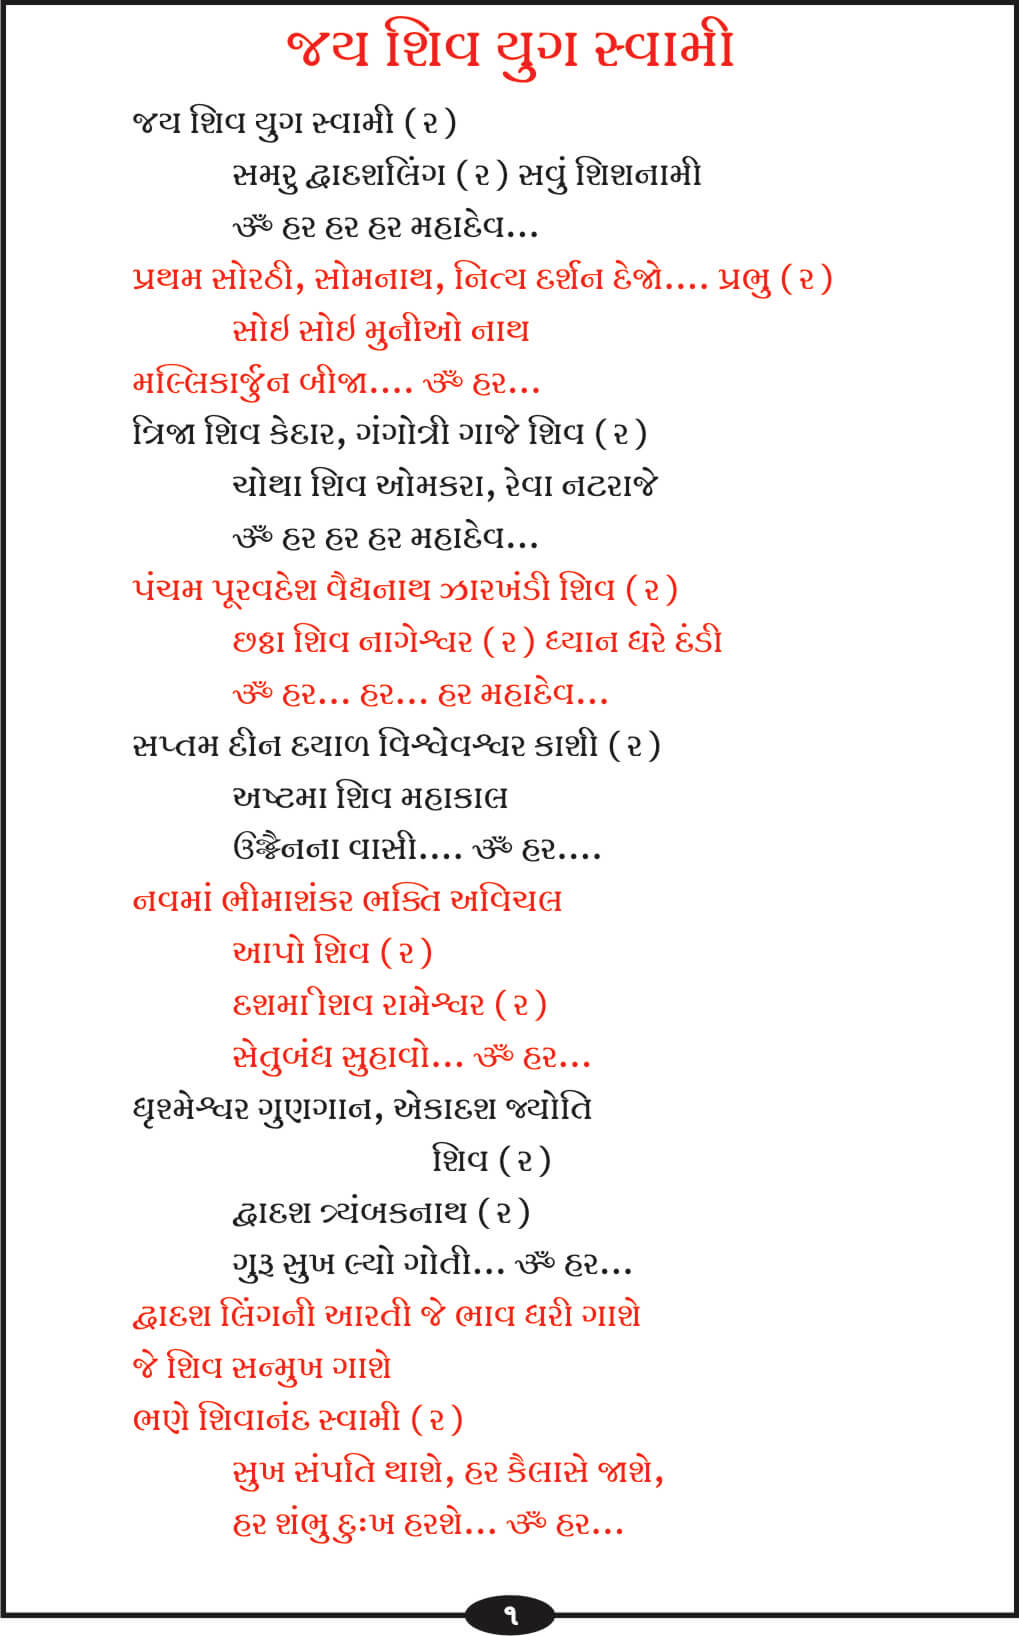 જય શિવ યુગ સ્વામી
જય શિવ યુગ સ્વામી (૨)
સમરુ દ્વાદશલિંગ (૨) સવું શિશનામી
ૐ હર હર હર મહાદેવ...
પ્રથમ સોરઠી, સોમનાથ, નિત્ય દર્શન દેજો.... પ્રભુ (૨)
સોઇ સોઇ મુનીઓ નાથ
મલ્લિકાર્જુન બીજા.... ૐ હર...
ત્રિજા શિવ કેદાર, ગંગોત્રી ગાજે શિવ (૨)
ચોથા શિવ ઓમકરા, રેવા નટરાજે
ૐ હર હર હર મહાદેવ...
પંચમ પૂરવદેશ વૈદ્યનાથ ઝારખંડી શિવ (૨)
છઠ્ઠા શિવ નાગેશ્વર (૨) ધ્યાન ધરે દંડી
ૐ હર... હર... હર મહાદેવ...
સપ્તમ દીન દયાળ વિશ્વેવશ્વર કાશી (૨)
અષ્ટમા શિવ મહાકાલ
ઉજ્જૈનના વાસી.... ૐ હર....
નવમાં ભીમાશંકર ભક્તિ અવિચલ
આપો શિવ (૨)
દશમા શિવ રામેશ્વર (૨)
સેતુબંધ સુહાવો... ૐ હર...
ધૃશ્મેશ્વર ગુણગાન, એકાદશ જ્યોતિ
શિવ (૨)
દ્વાદશ ત્ર્યંબકનાથ (૨)
ગુરૂ સુખ લ્યો ગોતી... ૐ હર...
દ્વાદશ લિંગની આરતી જે ભાવ ધરી ગાશે
જે શિવ સન્મુખ ગાશે
ભણે શિવાનંદ સ્વામી (૨)
સુખ સંપતિ થાશે, હર કૈલાસે જાશે,
હર શંભુ દુઃખ હરશે... ૐ હર...
૧